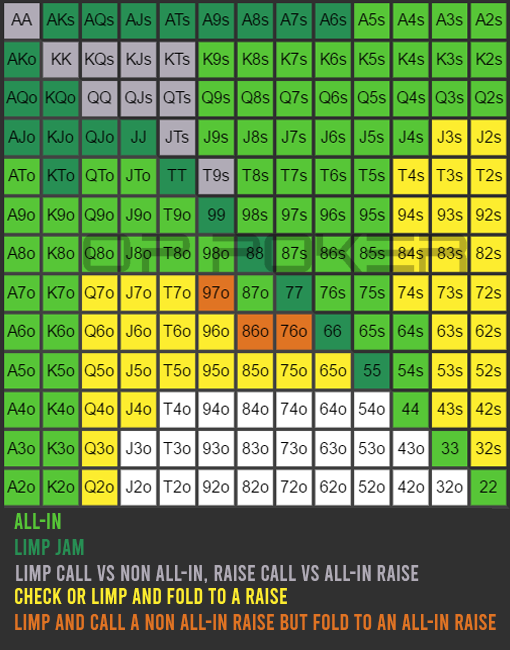 AA AKs AQs AJs ATs A9s A8s A7s A6s A5s A4s A3s A2s
AKo KK KQs KJs KTs K9s K8s K7s K6s K5s K4s K3s K2s
AQo KQo QQ QJs QTs Q9s Q8s Q7s Q6s Q5s Q4s Q3s Q2s
AJo KJo QJo JJ JTs J9s J8s J7s J6s J5s J4s J3s J2s
ATo KTo QTo JTo TT T9s T8s T7s T6s T5s T4s T3s T2s
A9o K9o Q9o J9o T9o 99 98s 97s 96s 95s 94s 93s 92s
A8o K8o Q8o J8o T8o 98o 88 87s 86s 85s 84s 83s 82s
OP POKER
A7o K7o Q7o J7o T7o 97o 87o 77 76s 75s 74s 73s 72s
A6o K6o Q6o J6o T6o 96o 86o 76o 66 65s 64s 63s 62s
A5o K5o Q5o J5o T5o 95o 85o 75o 65o 55 54s 53s 52s
A4o K4o Q4o J4o T4o 94o 84o 74o 64o 54o 44 43s 42s
A3o K3o Q3o J3o T3o 93o 83o 73o 63o 53o 43o 33 32s
A2o K2o Q2o J2o T2o 92o 82o 72o 62o 52o 42o 32o 22
ALL-IN
LIMP JAM
LIMP CALL VS NON ALL-IN, RAISE CALL VS ALL-IN RAISE
CHECK OR LIMP AND FOLD TO A RAISE
LIMP AND CALL A NON ALL-IN RAISE BUT FOLD TO AN ALL-IN RAISE